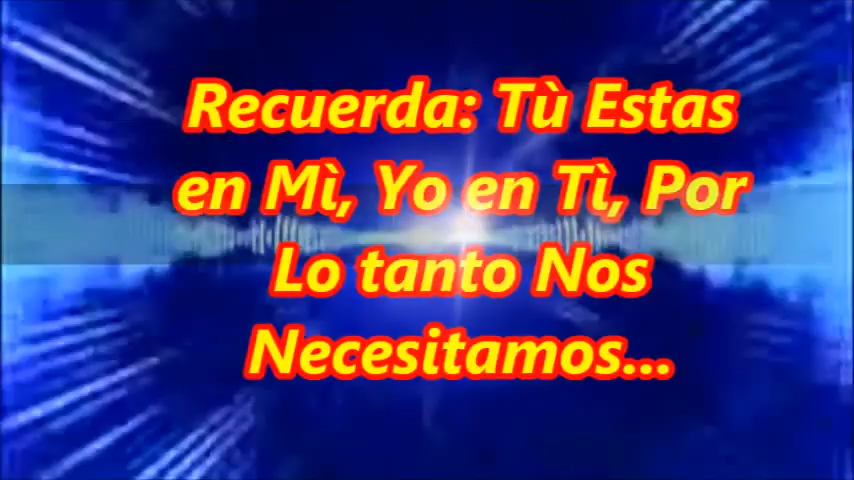 Recuerda: Tù Estas
en Mì, Yo en Tì, Por
Lo tanto Nos
Necesitamos...